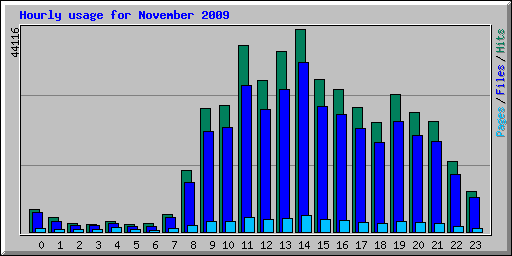 Hourly usage for November 2009
44116
Pages/Files/Hits
0 1 2 3 4 5 6 7 8 9 10 11 12 13 14 15 16 17 18 19 20 21 22 23